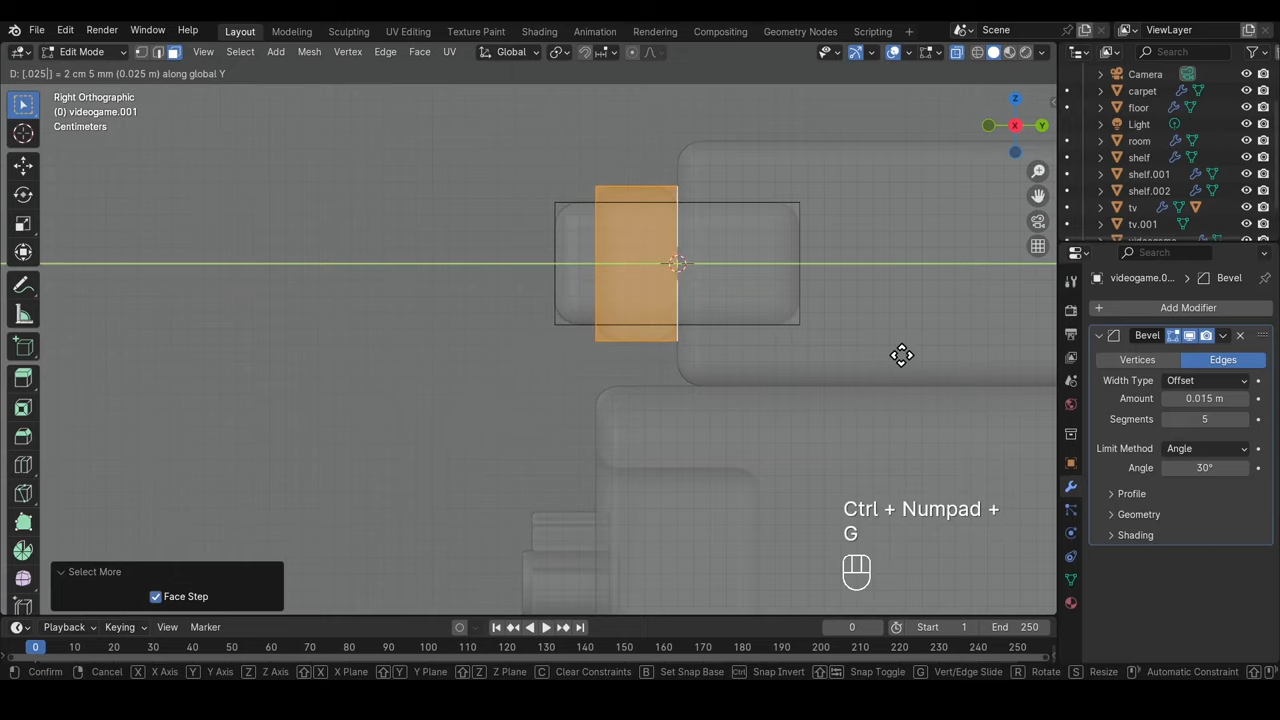 File Edit Render Window Help Layout Modeling Sculpting UV Editing Texture Paint Shading Animation Rendering Compositing Geometry Nodes Scripting Scene ViewLayer
Edit Mode View Select Add Mesh Vertex Edge Face UV Global Search
D: [.025|] = 2 cm 5 mm (0.025 m) along global Y
Right Orthographic
(0) videogame.001
Centimeters
Z
X
Y
Camera
carpet
floor
Light
room
shelf
shelf.001
shelf.002
tv
tv.001
Search
videogame.0... Bevel
Add Modifier
Bevel
Vertices Edges
Width Type Offset
Amount 0.015 m
Segments 5
Limit Method Angle
Angle 30°
Profile
Geometry
Shading
Ctrl + Numpad +
G
Select More
Face Step
Playback Keying View Marker 0 Start 1 End 250
0 10 20 30 40 50 60 70 80 90 100 110 120 130 140 150 160 170 180 190 200 210 220 230 240 250
Confirm Cancel X X Axis Y Y Axis Z Z Axis X X Plane Y Y Plane Z Z Plane C Clear Constraints B Set Snap Base Ctrl Snap Invert Snap Toggle G Vert/Edge Slide R Rotate S Resize Automatic Constraint